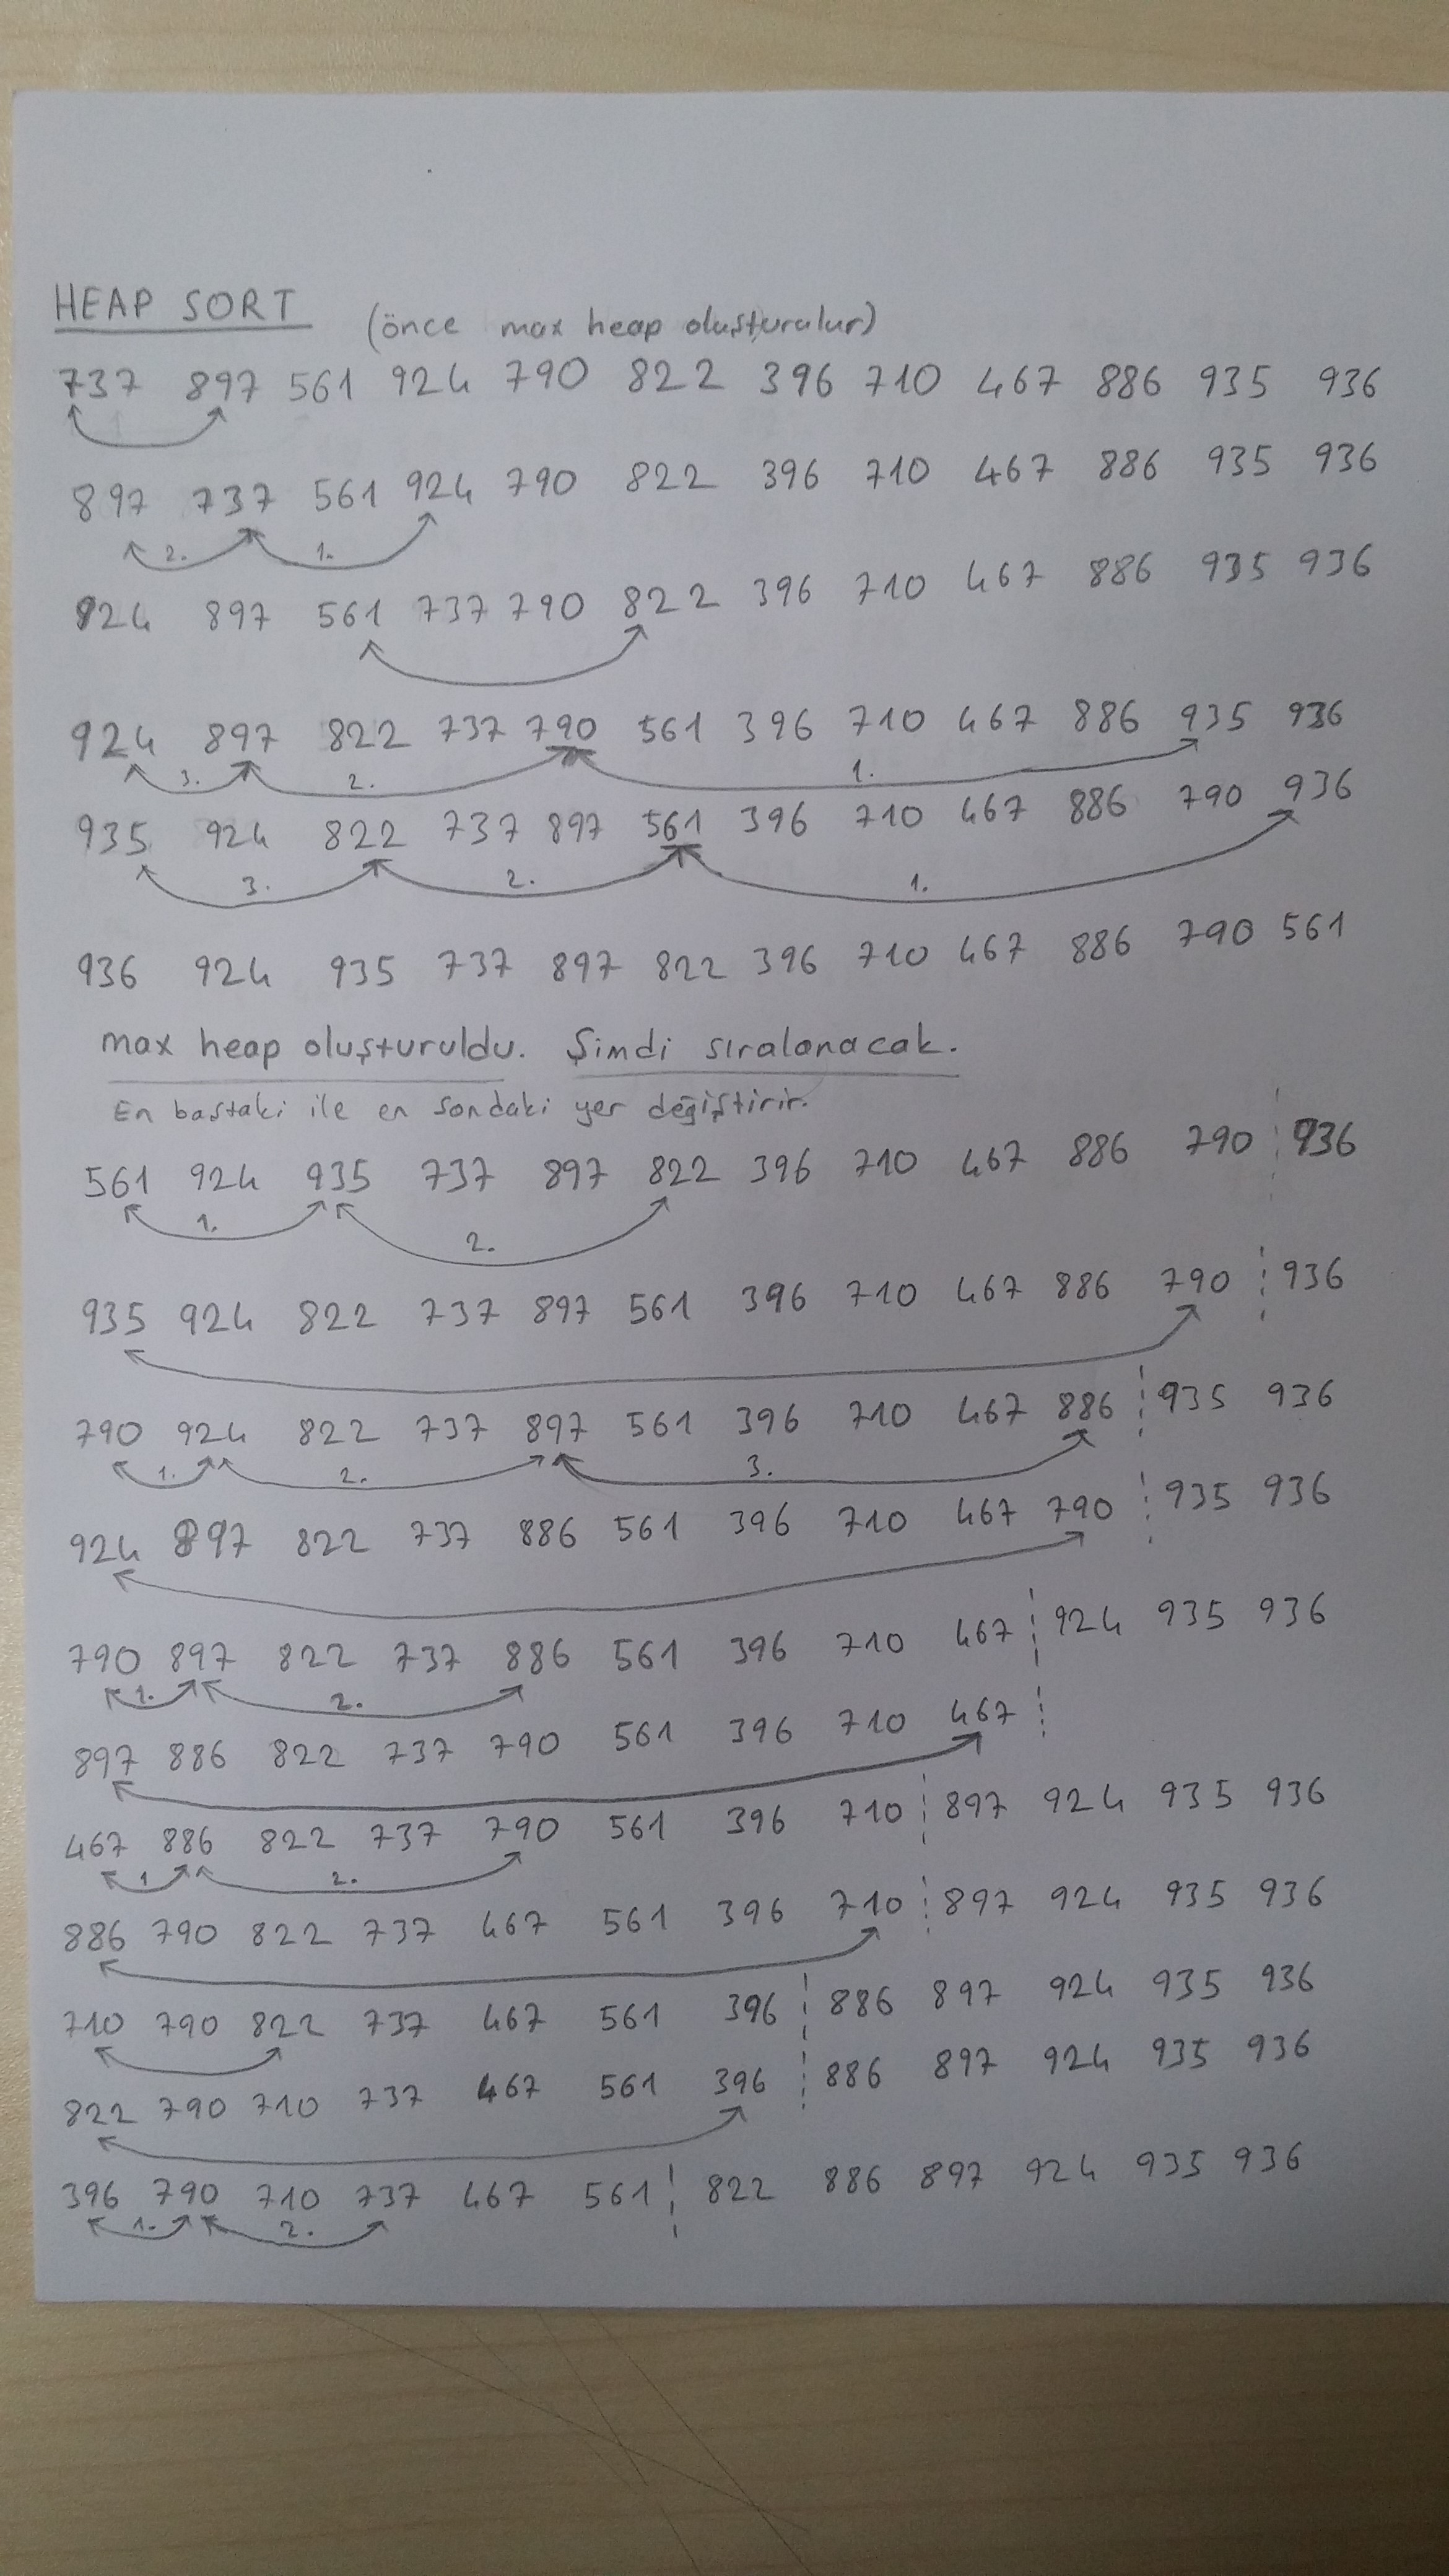 HEAP SORT (önce max heap oluşturulur)
737 897 561 924 790 822 396 710 467 886 935 936
897 737 561 924 790 822 396 710 467 886 935 936
2. 1.
924 897 561 737 790 822 396 710 467 886 935 936
924 897 822 737 790 561 396 710 467 886 935 936
3. 2. 1.
935 924 822 737 897 561 396 710 467 886 790 936
3. 2. 1.
936 924 935 737 897 822 396 710 467 886 790 561
max heap oluşturuldu. Şimdi sıralanacak.
En baştaki ile en sondaki yer değiştirir.
561 924 935 737 897 822 396 710 467 886 790 936
1. 2.
935 924 822 737 897 561 396 710 467 886 790 936
790 924 822 737 897 561 396 710 467 886 935 936
1. 2. 3.
924 897 822 737 886 561 396 710 467 790 935 936
790 897 822 737 886 561 396 710 467 924 935 936
1. 2.
897 886 822 737 790 561 396 710 467
467 886 822 737 790 561 396 710 897 924 935 936
1 2.
886 790 822 737 467 561 396 710 897 924 935 936
710 790 822 737 467 561 396 886 897 924 935 936
822 790 710 737 467 561 396 886 897 924 935 936
396 790 710 737 467 561 822 886 897 924 935 936
1. 2.